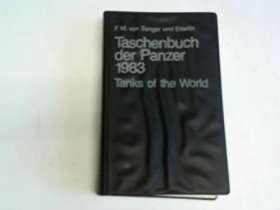 F. M. von Senger und Etterlin
Taschenbuch
der Panzer
1983
Tanks of the World